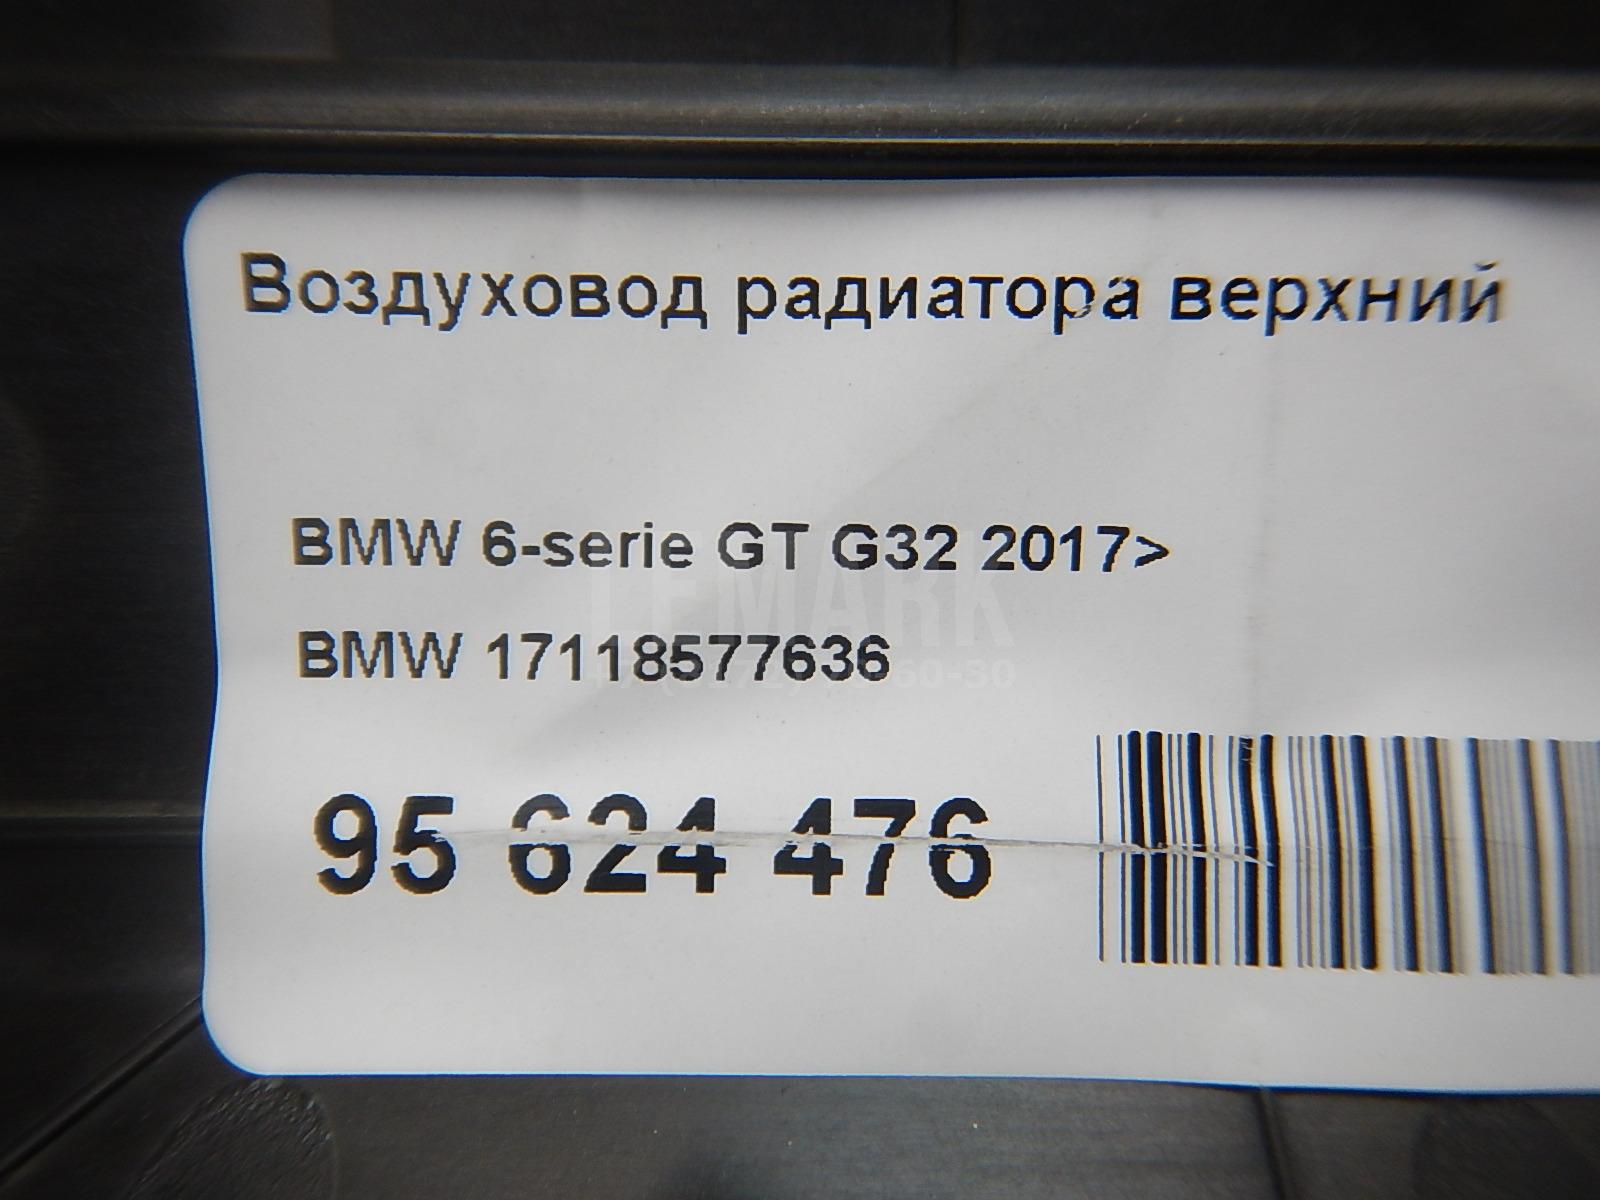 Воздуховод радиатора верхний
BMW 6-serie GT G32 2017>
BMW 17118577636
95 624 476